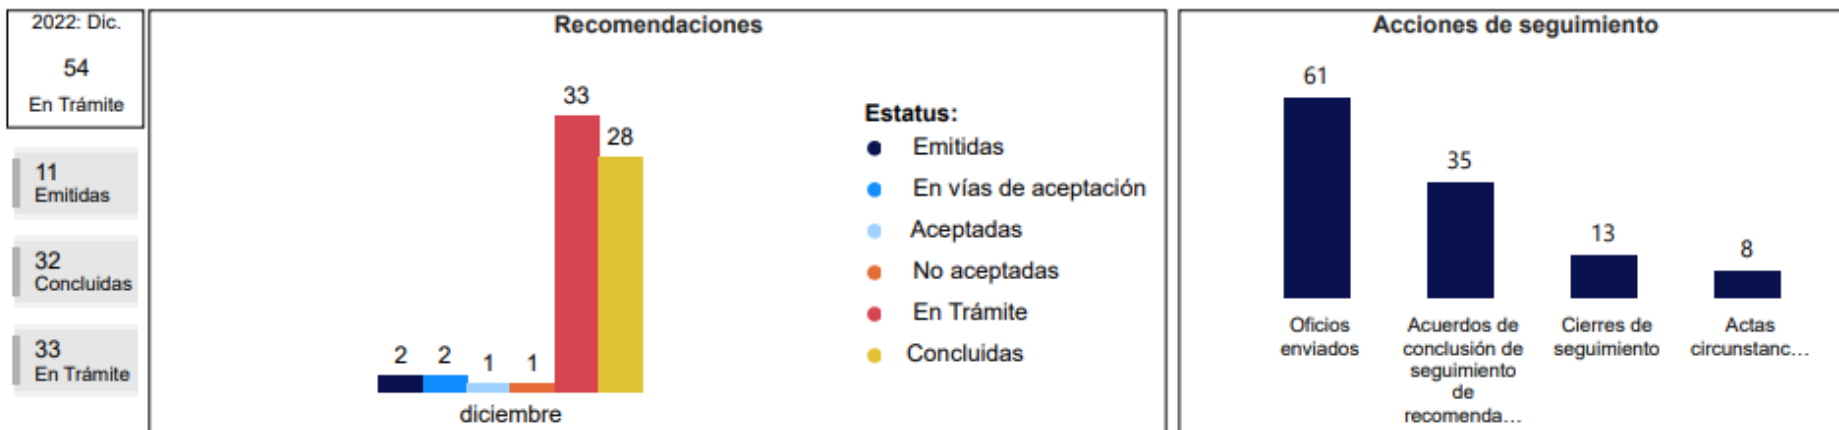 2022: Dic.
54
En Trámite
11
Emitidas
32
Concluidas
33
En Trámite
Recomendaciones
33
28
2
2
1
1
diciembre
Estatus:
Emitidas
En vías de aceptación
Aceptadas
No aceptadas
En Trámite
Concluidas
Acciones de seguimiento
61
35
13
8
Oficios
enviados
Acuerdos de
conclusión de
seguimiento
de
recomenda...
Cierres de
seguimiento
Actas
circunstanc...